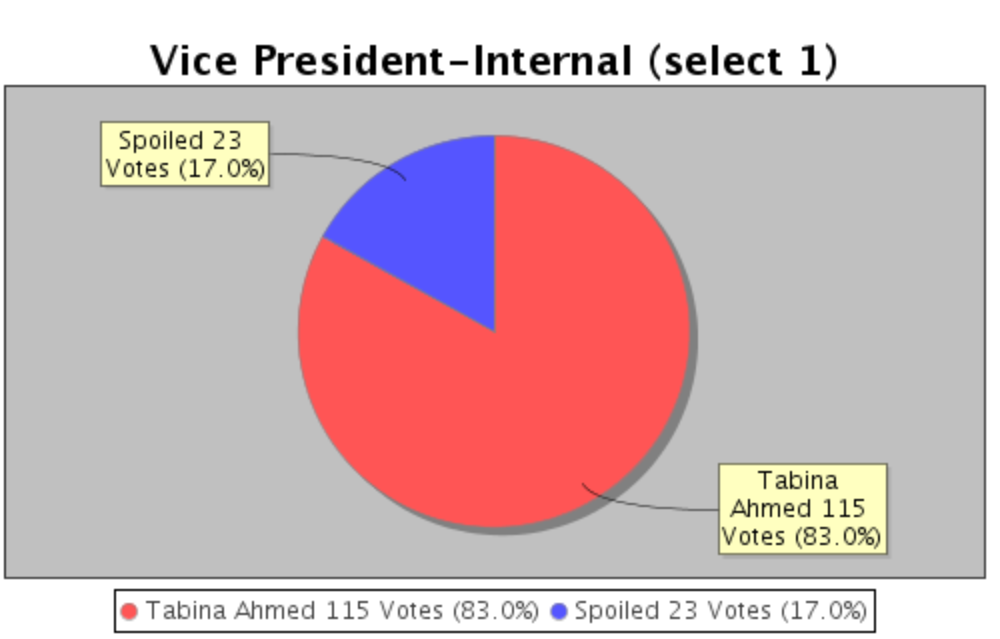 Vice President-Internal (select 1)
Spoiled 23
Votes (17.0%)
Tabina
Ahmed 115
Votes (83.0%)
Tabina Ahmed 115 Votes (83.0%) Spoiled 23 Votes (17.0%)